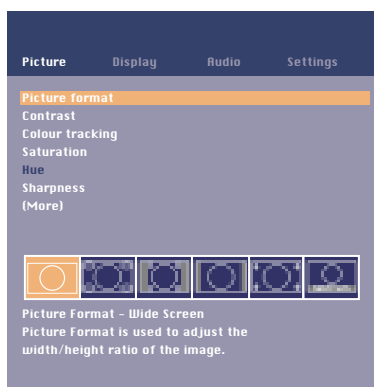 Picture Display Audio Settings
Picture format
Contrast
Colour tracking
Saturation
Hue
Sharpness
(More)
Picture Format - Wide Screen
Picture Format is used to adjust the
width/height ratio of the image.